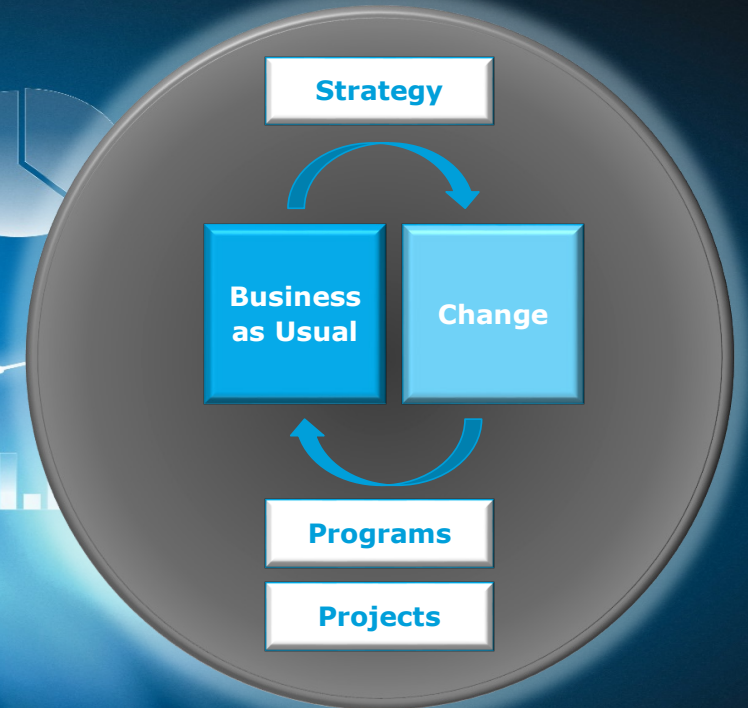 Strategy
Business
as Usual
Change
Programs
Projects